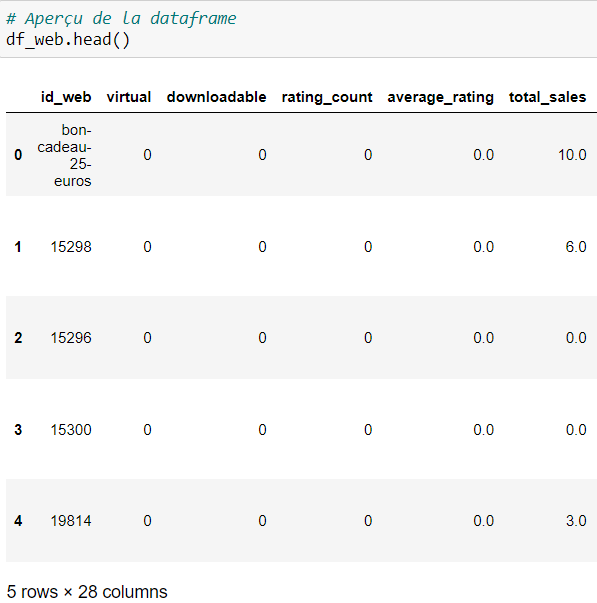 # Aperçu de la dataframe
df_web.head()
id_web virtual downloadable rating_count average_rating total_sales
0 bon-cadeau-25-euros 0 0 0 0.0 10.0
1 15298 0 0 0 0.0 6.0
2 15296 0 0 0 0.0 0.0
3 15300 0 0 0 0.0 0.0
4 19814 0 0 0 0.0 3.0
5 rows × 28 columns